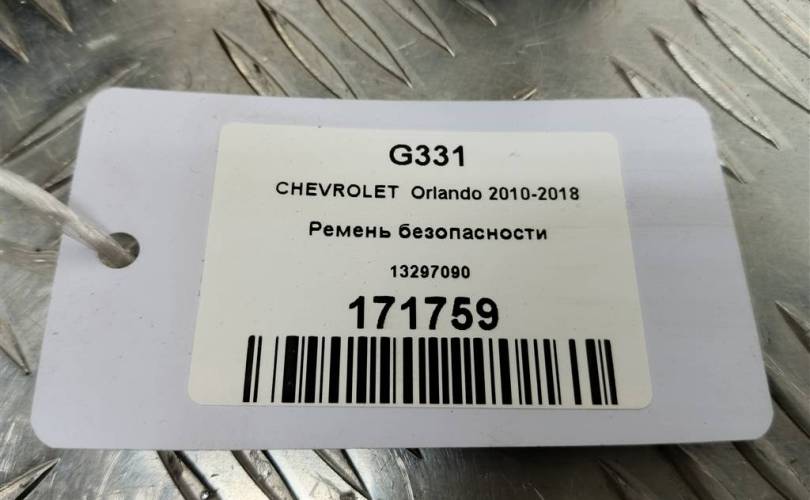 G331
CHEVROLET Orlando 2010-2018
Ремень безопасности
13297090
171759